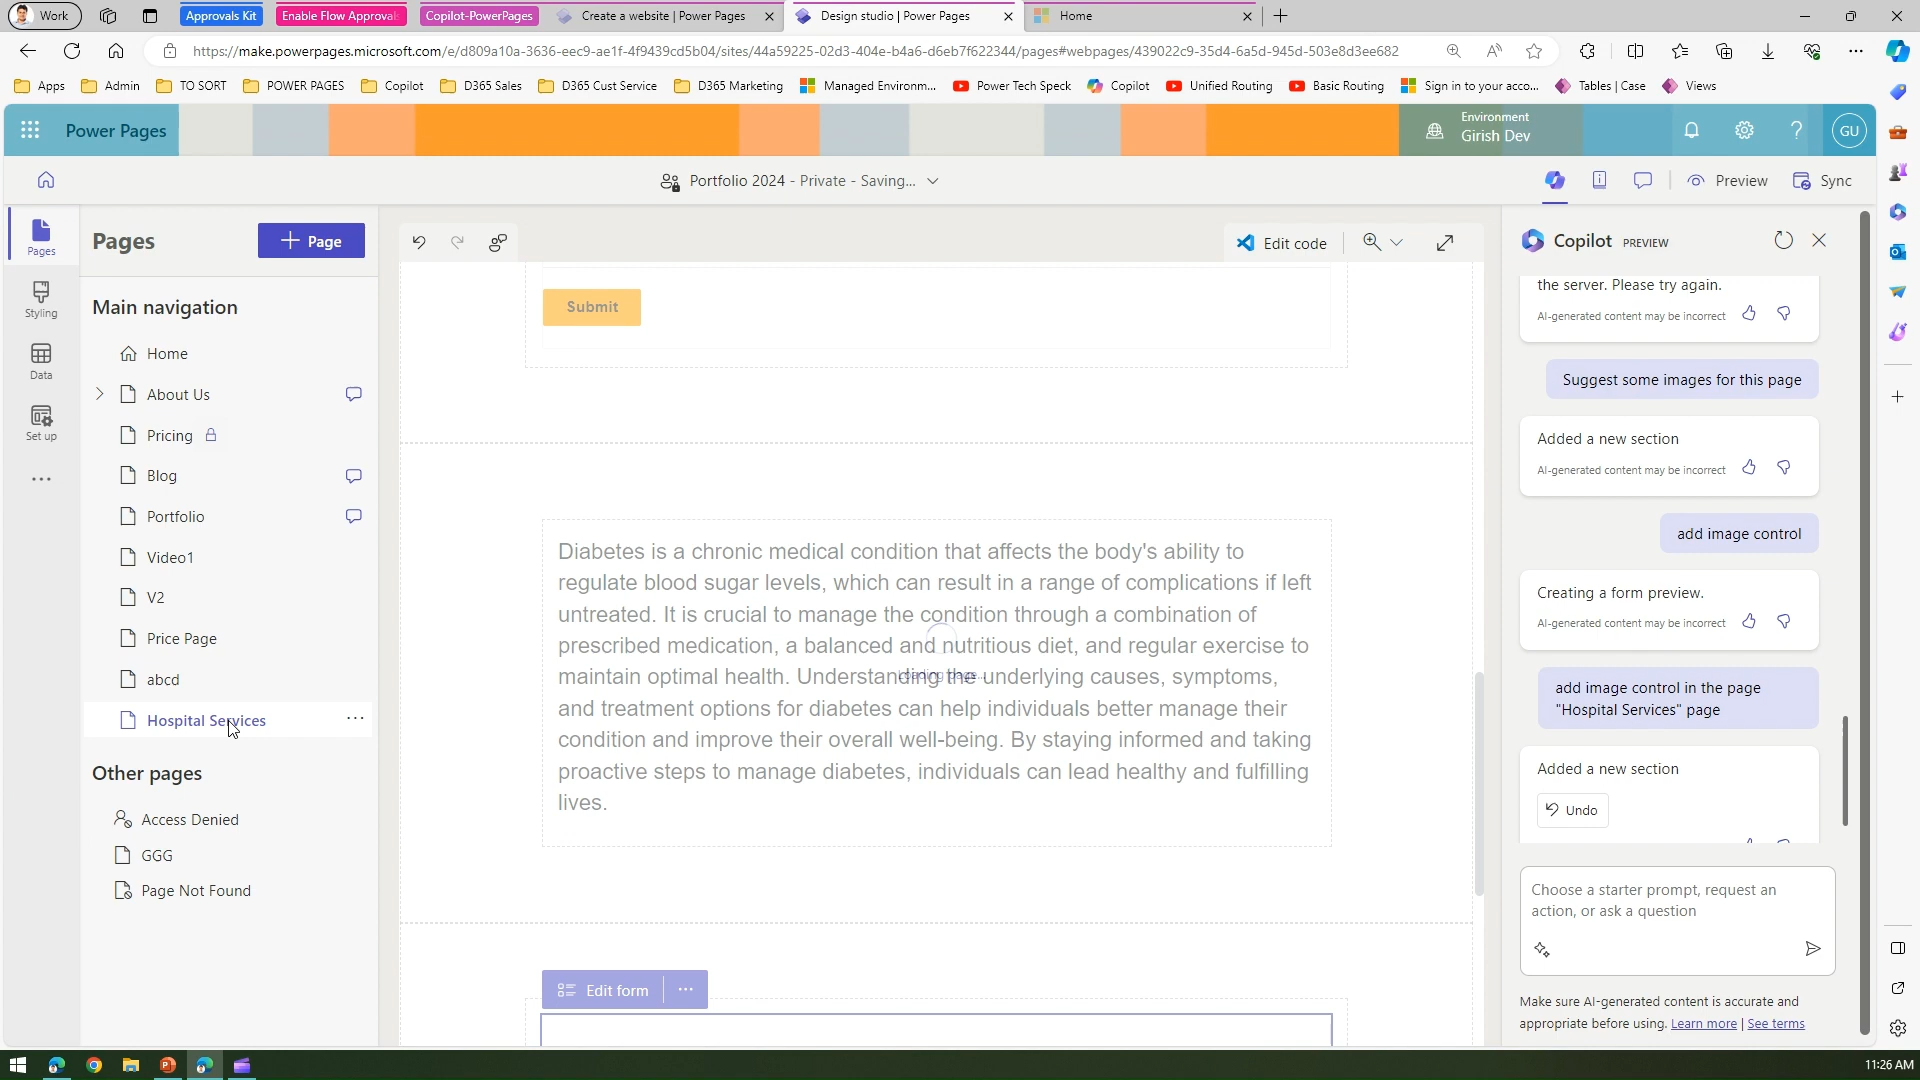 Work
Approvals Kit
Enable Flow Approvals
Copilot-PowerPages
Create a website | Power Pages
Design studio | Power Pages
Home
https://make.powerpages.microsoft.com/e/d809a10a-3636-eec9-ae1f-4f9439cd5b04/sites/44a59225-02d3-404e-b4a6-d6eb7f622344/pages#webpages/439022c9-35d4-6a5d-945d-503e8d3ee682
Apps
Admin
TO SORT
POWER PAGES
Copilot
D365 Sales
D365 Cust Service
D365 Marketing
Managed Environm...
Power Tech Speck
Copilot
Unified Routing
Basic Routing
Sign in to your acco...
Tables | Case
Views
Power Pages
Environment
Girish Dev
GU
Portfolio 2024 - Private - Saving...
Preview
Sync
Pages
Styling
Data
Set up
Pages
Page
Main navigation
Home
About Us
Pricing
Blog
Portfolio
Video1
V2
Price Page
abcd
Hospital Services
Other pages
Access Denied
GGG
Page Not Found
Edit code
Submit
Diabetes is a chronic medical condition that affects the body's ability to
regulate blood sugar levels, which can result in a range of complications if left
untreated. It is crucial to manage the condition through a combination of
prescribed medication, a balanced and nutritious diet, and regular exercise to
maintain optimal health. Understanding the underlying causes, symptoms,
and treatment options for diabetes can help individuals better manage their
condition and improve their overall well-being. By staying informed and taking
proactive steps to manage diabetes, individuals can lead healthy and fulfilling
lives.
Loading page...
Edit form
Copilot PREVIEW
the server. Please try again.
AI-generated content may be incorrect
Suggest some images for this page
Added a new section
AI-generated content may be incorrect
add image control
Creating a form preview.
AI-generated content may be incorrect
add image control in the page
"Hospital Services" page
Added a new section
Undo
Choose a starter prompt, request an
action, or ask a question
Make sure AI-generated content is accurate and
appropriate before using. Learn more | See terms
11:26 AM